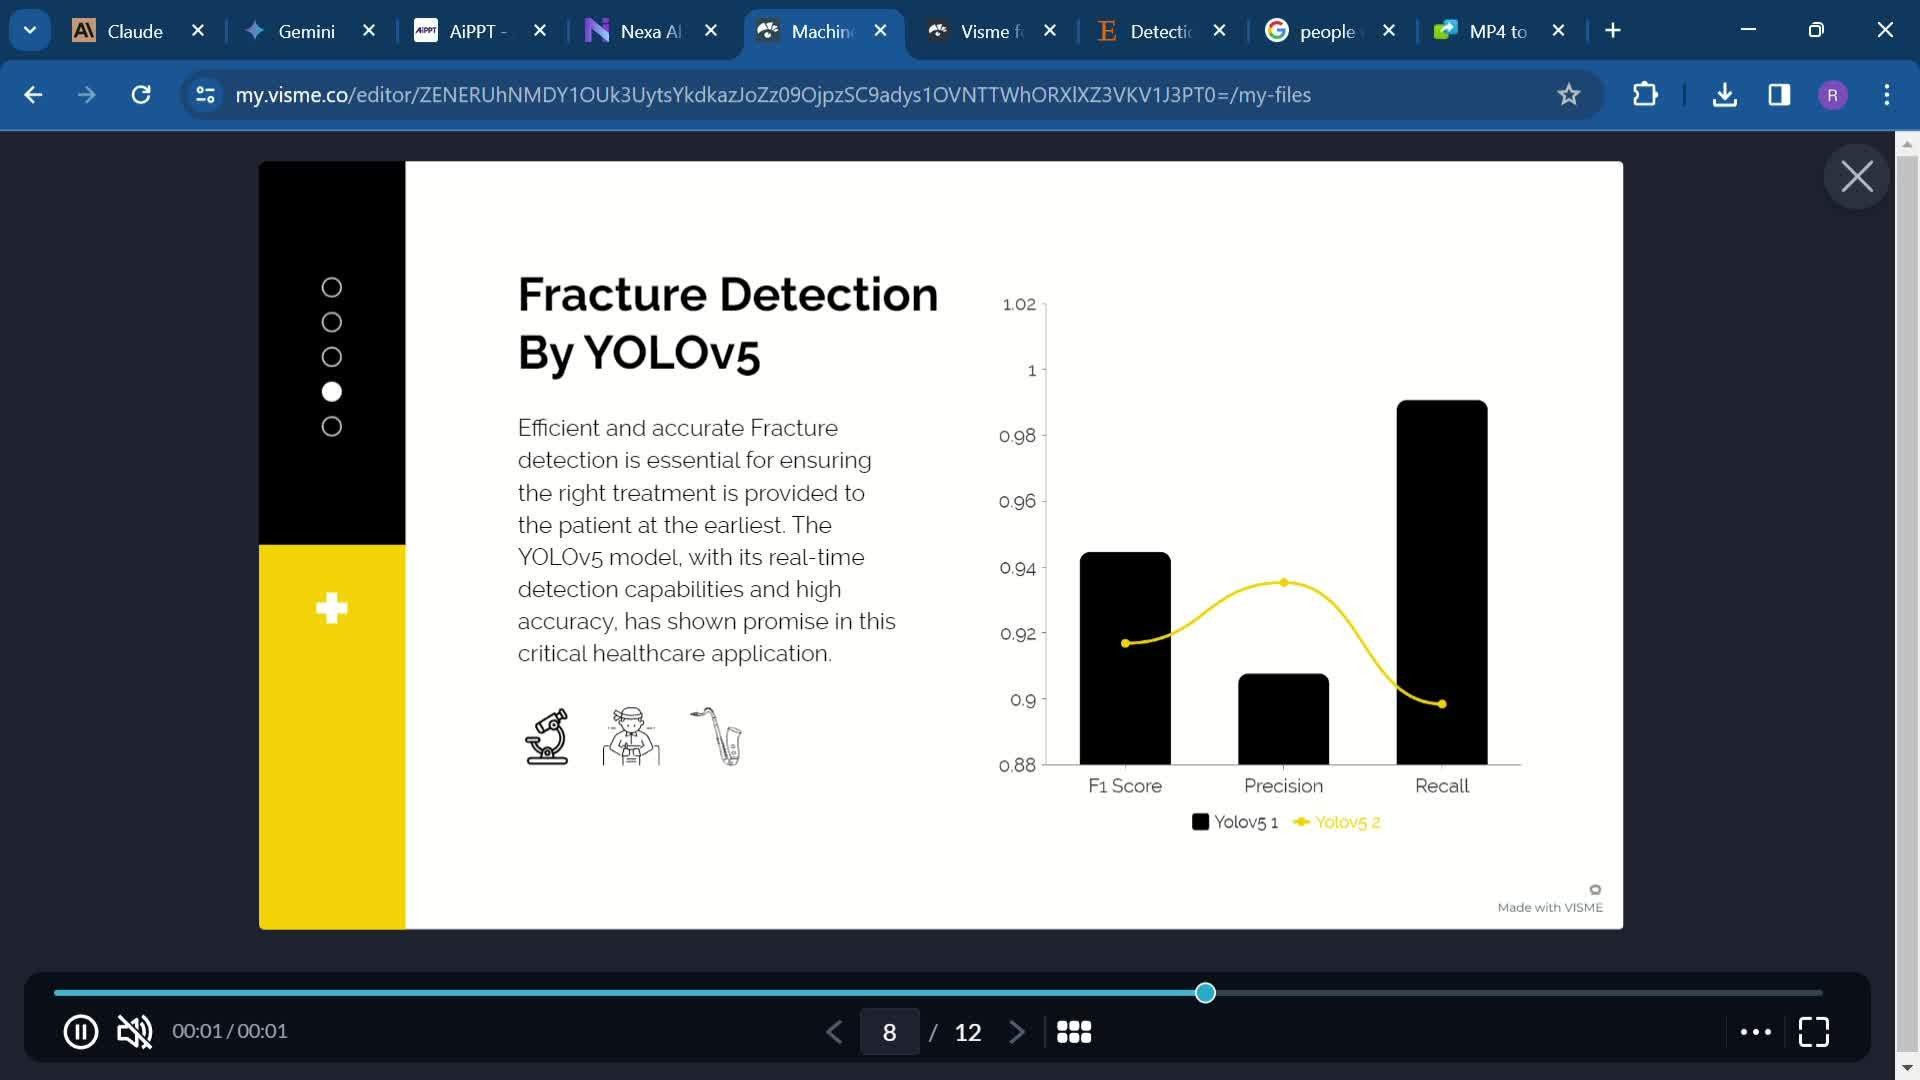 Claude
Gemini
AiPPT
AiPPT -
Nexa AI
Machin
Visme f
Detectio
people
MP4 to
my.visme.co/editor/ZENERUhNMDY1OUk3UytsYkdkazJoZz09OjpzSC9adys1OVNTTWhORXlXZ3VKV1J3PT0=/my-files
R
Fracture Detection
By YOLOv5
Efficient and accurate Fracture
detection is essential for ensuring
the right treatment is provided to
the patient at the earliest. The
YOLOv5 model, with its real-time
detection capabilities and high
accuracy, has shown promise in this
critical healthcare application.
1.02
1
0.98
0.96
0.94
0.92
0.9
0.88
F1 Score Precision Recall
Yolov5 1 Yolov5 2
Made with VISME
00:01 / 00:01
8 / 12